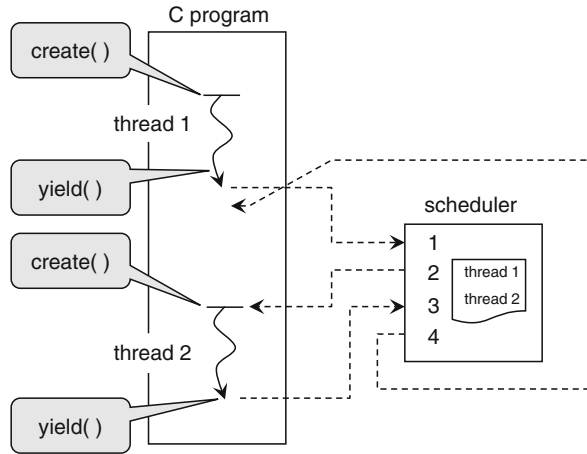 C program
create( )
thread 1
yield( )
create( )
thread 2
yield( )
scheduler
1
2
3
4
thread 1
thread 2